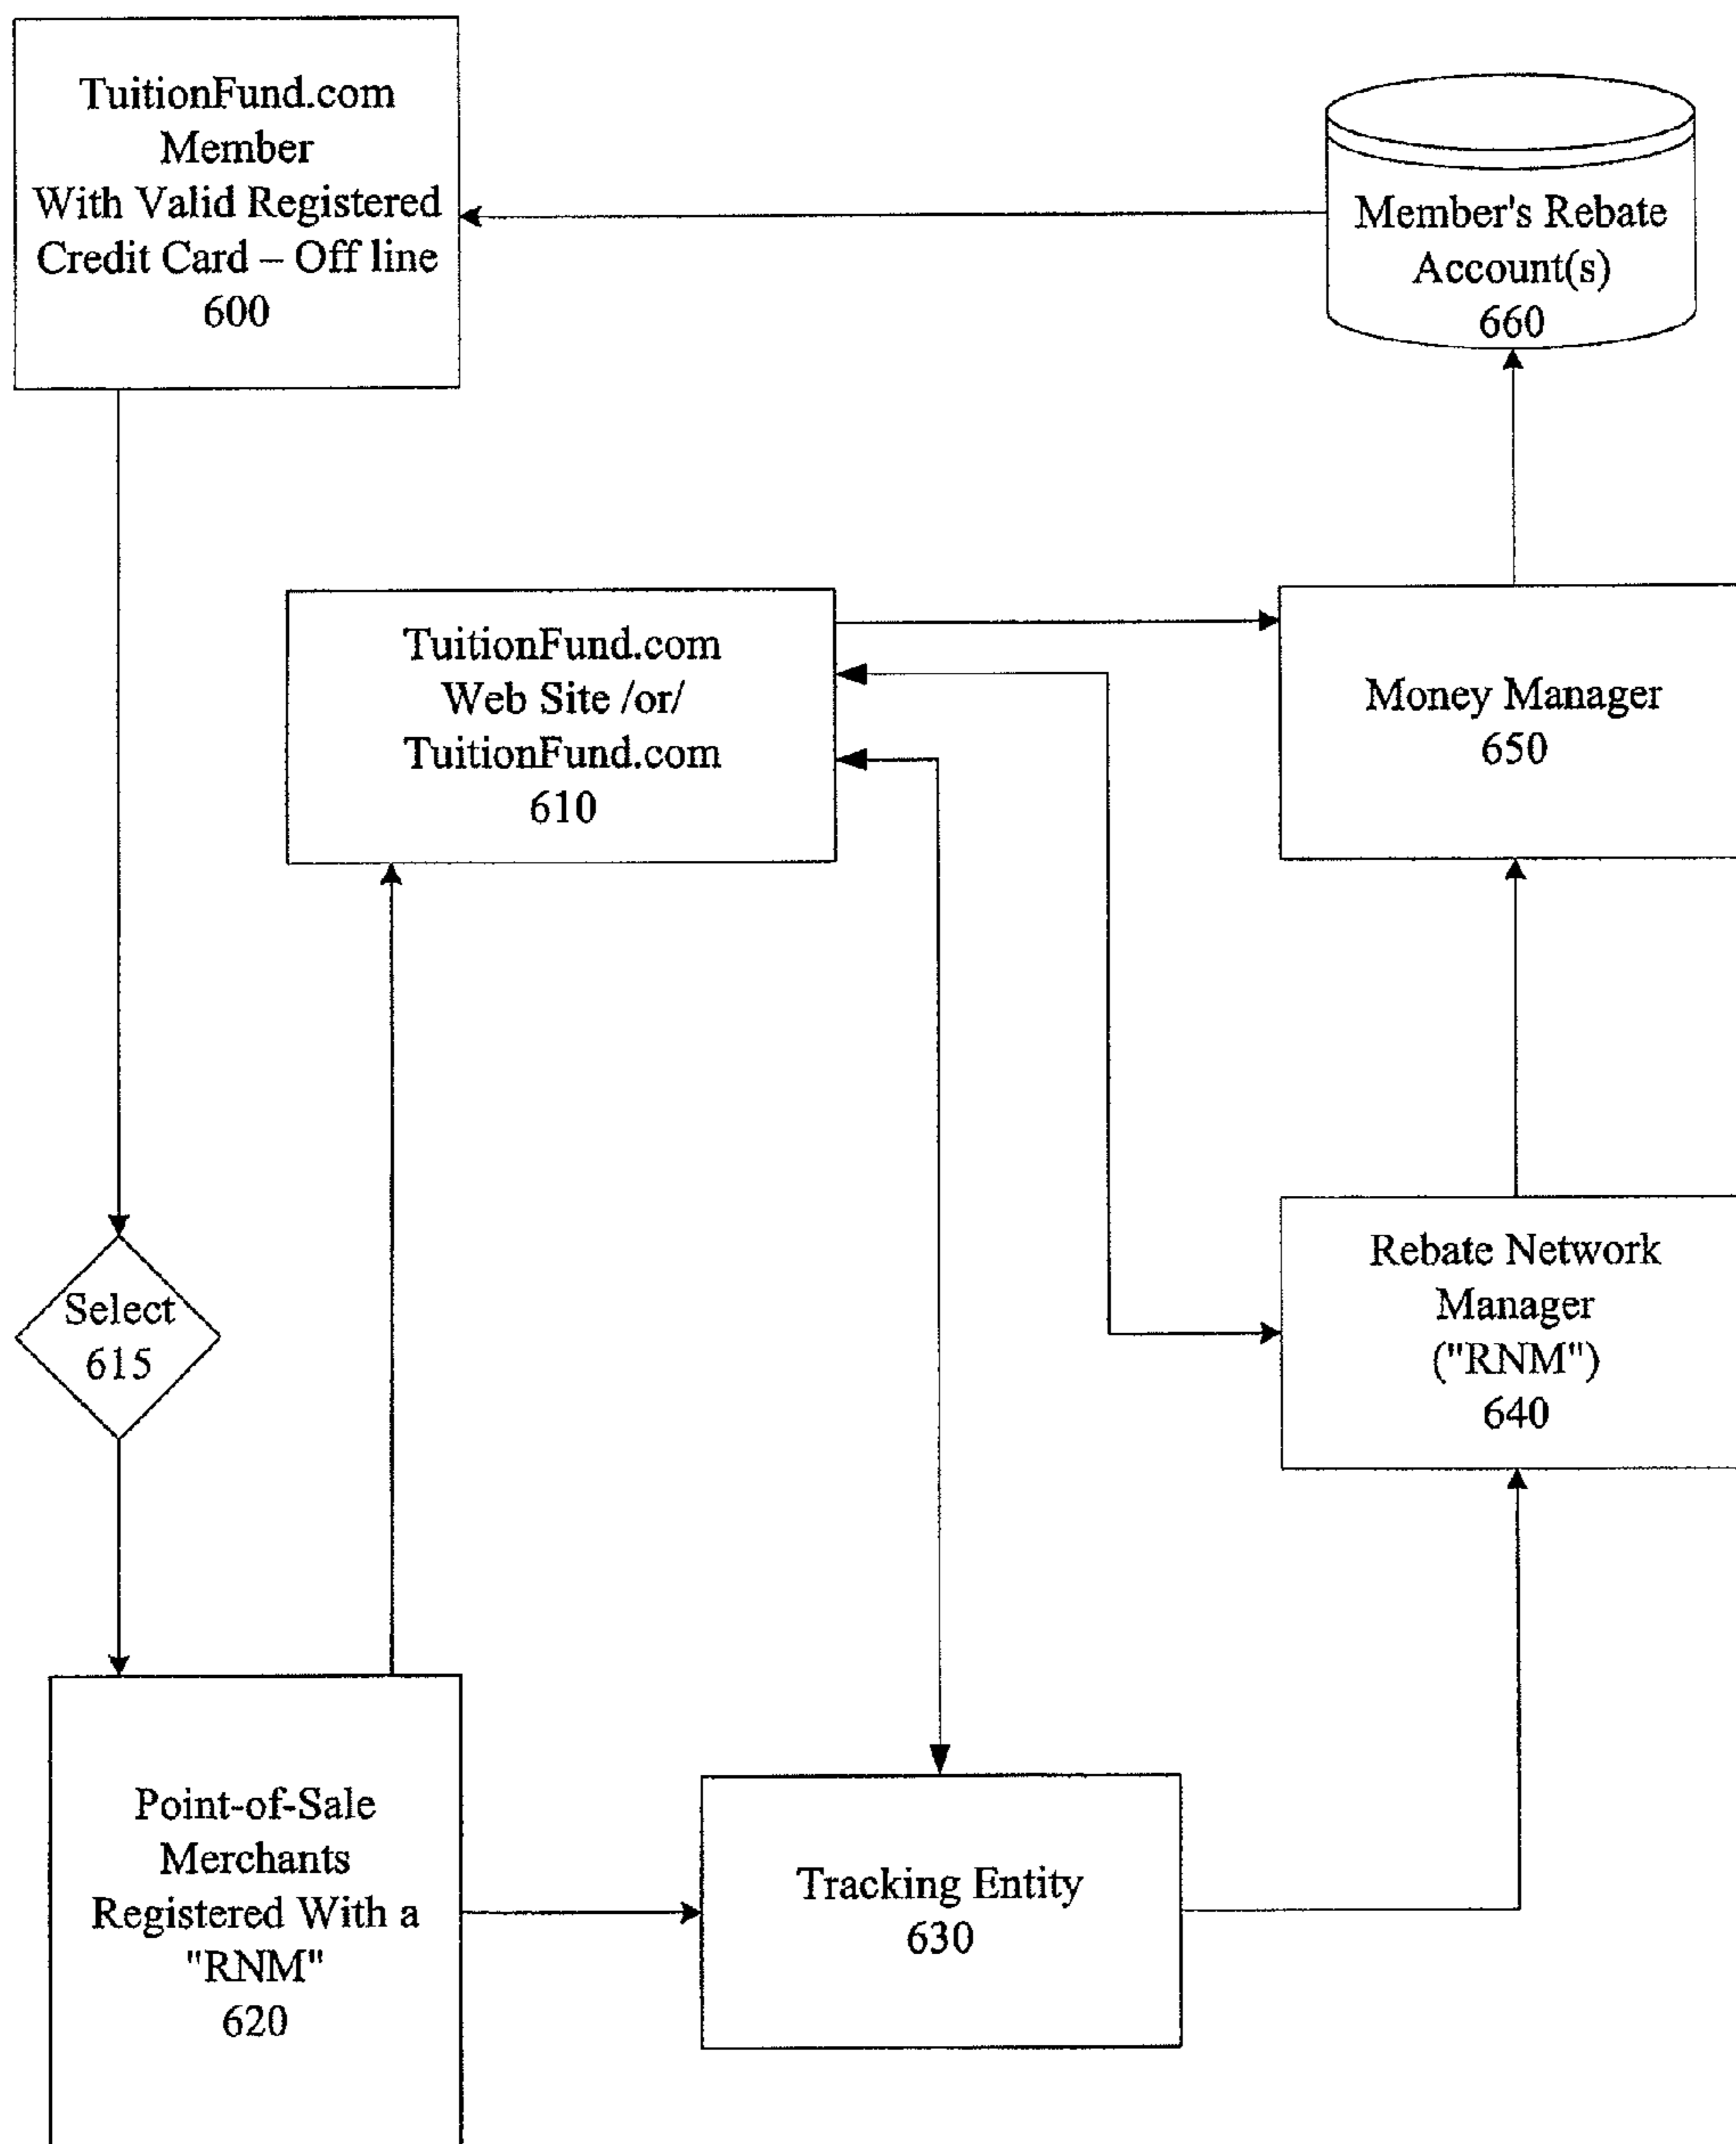 TuitionFund.com
Member
With Valid Registered
Credit Card – Off line
600
Member's Rebate
Account(s)
660
TuitionFund.com
Web Site /or/
TuitionFund.com
610
Money Manager
650
Select
615
Rebate Network
Manager
("RNM")
640
Point-of-Sale
Merchants
Registered With a
"RNM"
620
Tracking Entity
630